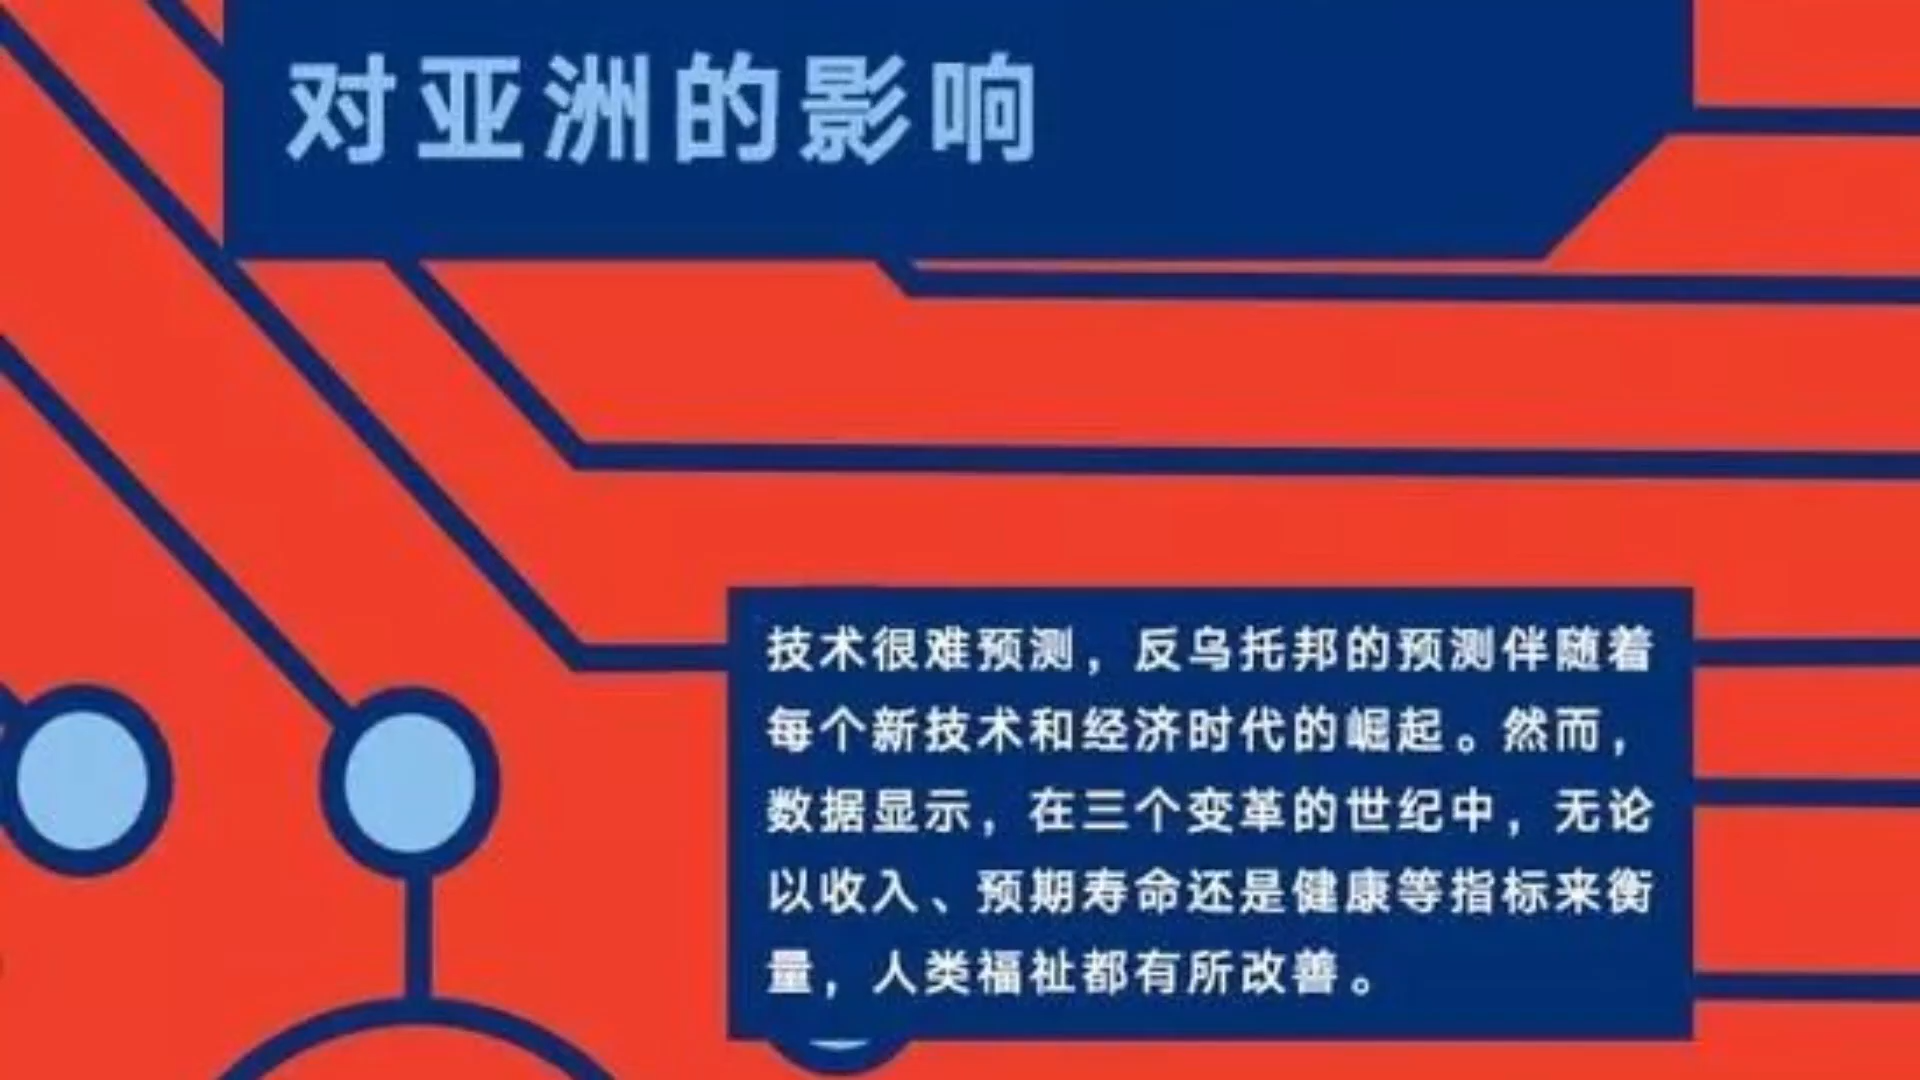 对亚洲的影响
技术很难预测，反乌托邦的预测伴随着
每个新技术和经济时代的崛起。然而，
数据显示，在三个变革的世纪中，无论
以收入、预期寿命还是健康等指标来衡
量，人类福祉都有所改善。